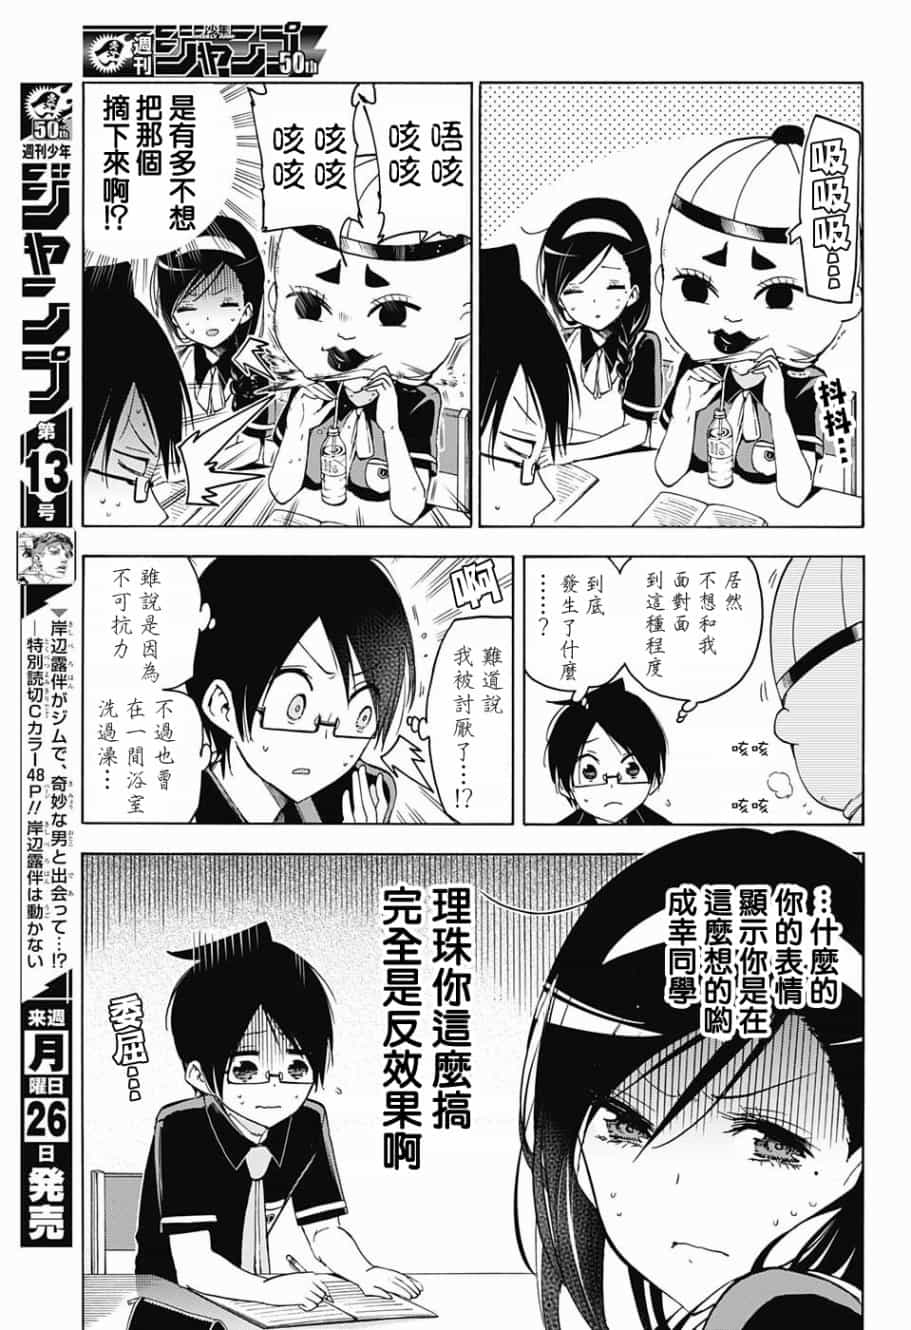 週刊
少年
ジャンプ
50th
吸吸吸…
抖抖…
唔咳
咳咳
咳咳
咳咳
是有多不想
把那個
摘下來啊!?
居然
不想和我
面對面
到這種程度
到底
發生了什麼
……?
咳咳
咳咳
啊
難道說
我被討厭了…!?
雖說是因為
不可抗力
不過也曾
在一間浴室
洗過澡…
…什麼的
你的表情
顯示你是在
這麼想的喲
成幸同學
理珠你這麼搞
完全是反效果啊
委屈…
50th
週刊少年
ジャンプ
第13号
岸辺露伴がジムで、奇妙な男と出会って…!?
特別読切Cカラー48P!!岸辺露伴は動かない
来週
月
曜日
26
日
発売